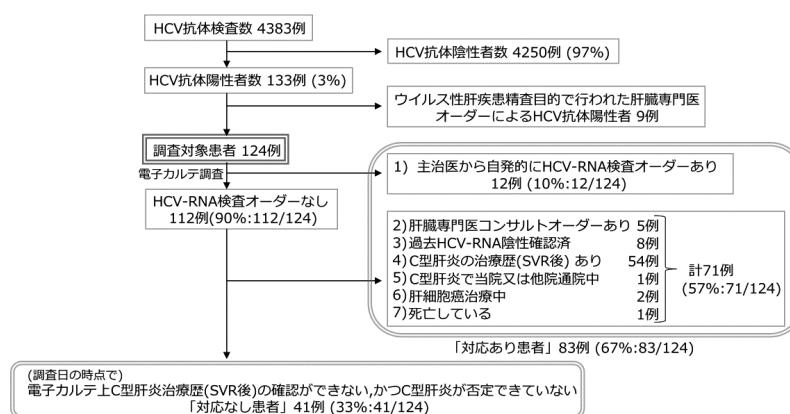 HCV抗体検査数 4383例
HCV抗体陰性者数 4250例 (97%)
HCV抗体陽性者数 133例 (3%)
ウイルス性肝疾患精査目的で行われた肝臓専門医
オーダーによるHCV抗体陽性者 9例
調査対象患者 124例
電子カルテ調査
1) 主治医から自発的にHCV-RNA検査オーダーあり
12例 (10%:12/124)
HCV-RNA検査オーダーなし
112例(90%:112/124)
2)肝臓専門医コンサルトオーダーあり 5例
3)過去HCV-RNA陰性確認済 8例
4)C型肝炎の治療歴(SVR後) あり 54例
5)C型肝炎で当院又は他院通院中 1例
6)肝細胞癌治療中 2例
7)死亡している 1例
計71例
(57%:71/124)
「対応あり患者」83例 (67%:83/124)
(調査日の時点で)
電子カルテ上C型肝炎治療歴(SVR後)の確認ができない,かつC型肝炎が否定できていない
「対応なし患者」41例 (33%:41/124)